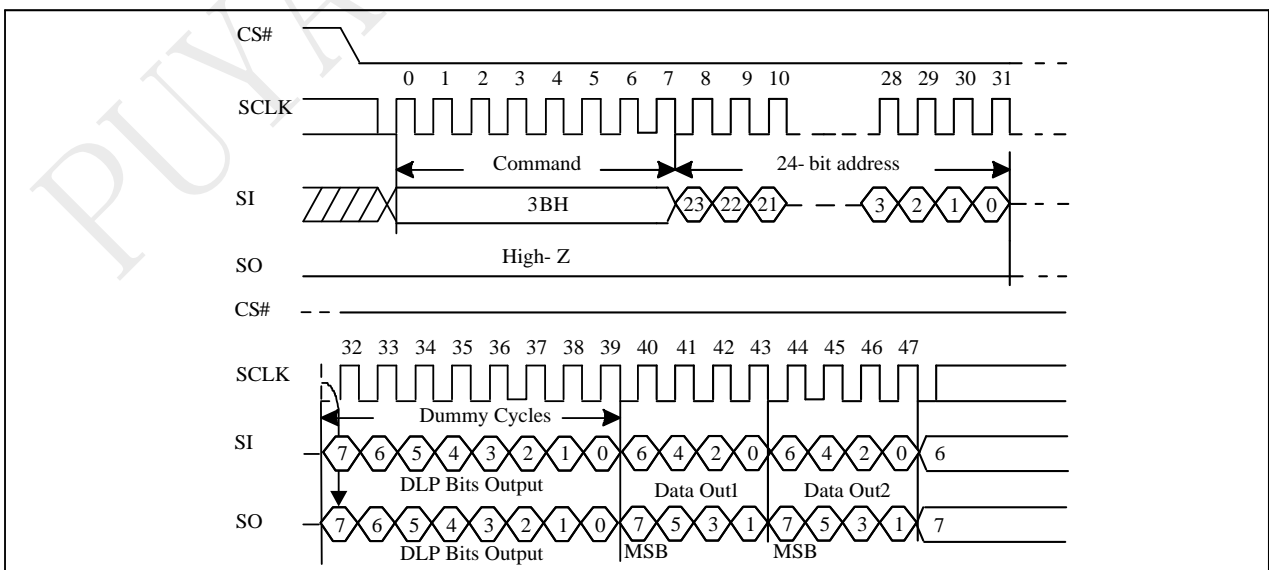 PUYA
CS#
0 1 2 3 4 5 6 7 8 9 10 28 29 30 31
SCLK
Command 24- bit address
SI 3BH 23 22 21 3 2 1 0
SO High- Z
CS#
32 33 34 35 36 37 38 39 40 41 42 43 44 45 46 47
SCLK
Dummy Cycles
SI 7 6 5 4 3 2 1 0 6 4 2 0 6 4 2 0 6
DLP Bits Output Data Out1 Data Out2
SO 7 6 5 4 3 2 1 0 7 5 3 1 7 5 3 1 7
DLP Bits Output MSB MSB